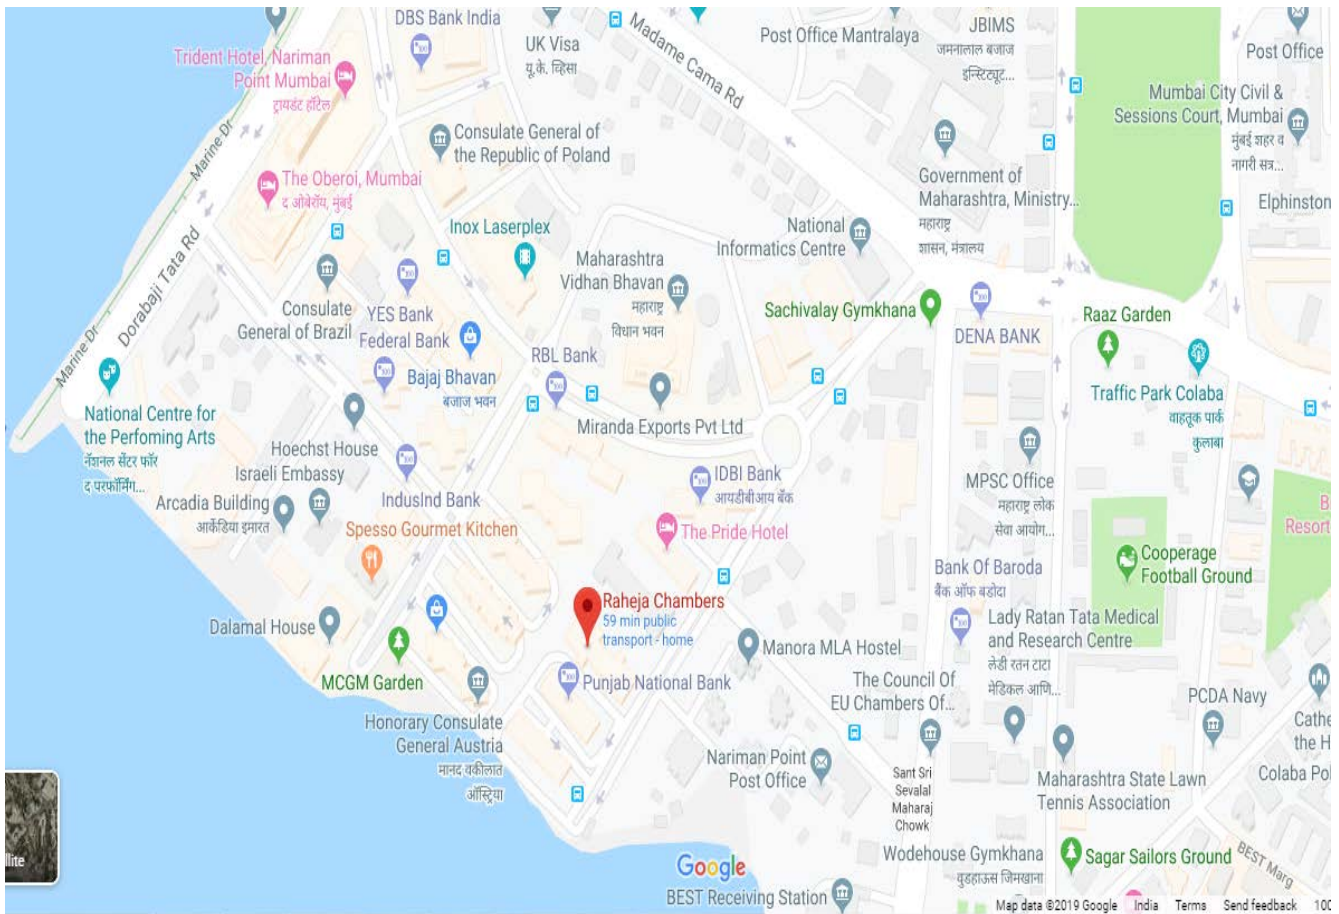 DBS Bank India
Trident Hotel, Nariman
Point Mumbai
ट्रायडंट हॉटेल
UK Visa
यू.के. व्हिसा
Madame Cama Rd
Post Office Mantralaya
JBIMS
जमनालाल बजाज
इन्स्टिट्यूट...
Post Office
Mumbai City Civil &
Sessions Court, Mumbai
मुंबई शहर व
नागरी सत्र...
Marine Dr
Consulate General of
the Republic of Poland
The Oberoi, Mumbai
द ओबेरॉय, मुंबई
Government of
Maharashtra, Ministry...
महाराष्ट्र
शासन, मंत्रालय
Elphinston
Inox Laserplex
National
Informatics Centre
Maharashtra
Vidhan Bhavan
महाराष्ट्र
विधान भवन
Dorabaji Tata Rd
Consulate
General of Brazil
YES Bank
Federal Bank
Sachivalay Gymkhana
DENA BANK
Raaz Garden
Marine Dr
Bajaj Bhavan
बजाज भवन
RBL Bank
Traffic Park Colaba
वाहतूक पार्क
कुलाबा
National Centre for
the Perfoming Arts
नॅशनल सेंटर फॉर
द परफॉर्मिंग...
Miranda Exports Pvt Ltd
Hoechst House
Israeli Embassy
IDBI Bank
आयडीबीआय बँक
MPSC Office
महाराष्ट्र लोक
सेवा आयोग...
Arcadia Building
आर्केडिया इमारत
IndusInd Bank
Spesso Gourmet Kitchen
The Pride Hotel
B
Resort
Cooperage
Football Ground
Bank Of Baroda
बैंक ऑफ बडोदा
Raheja Chambers
59 min public
transport - home
Dalamal House
Lady Ratan Tata Medical
and Research Centre
लेडी रतन टाटा
मेडिकल आणि...
Manora MLA Hostel
MCGM Garden
Punjab National Bank
The Council Of
EU Chambers Of...
PCDA Navy
Honorary Consulate
General Austria
मानद वकीलात
ऑस्ट्रिया
Cathe
the H
Nariman Point
Post Office
Sant Sri
Sevalal
Maharaj
Chowk
Maharashtra State Lawn
Tennis Association
Colaba Pol
llite
Wodehouse Gymkhana
वुडहाऊस जिमखाना
Sagar Sailors Ground
BEST Marg
Google
BEST Receiving Station
Map data ©2019 Google India Terms Send feedback 100